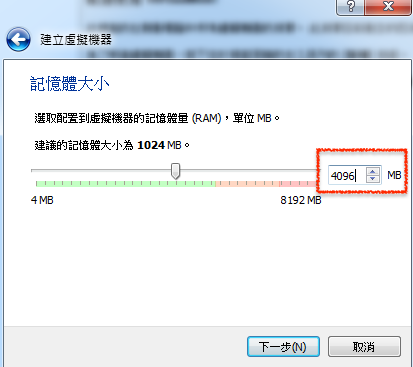 建立虛擬機器
記憶體大小
選取配置到虛擬機器的記憶體量 (RAM)，單位 MB。
建議的記憶體大小為 1024 MB。
4096 MB
4 MB 8192 MB
下一步(N) 取消